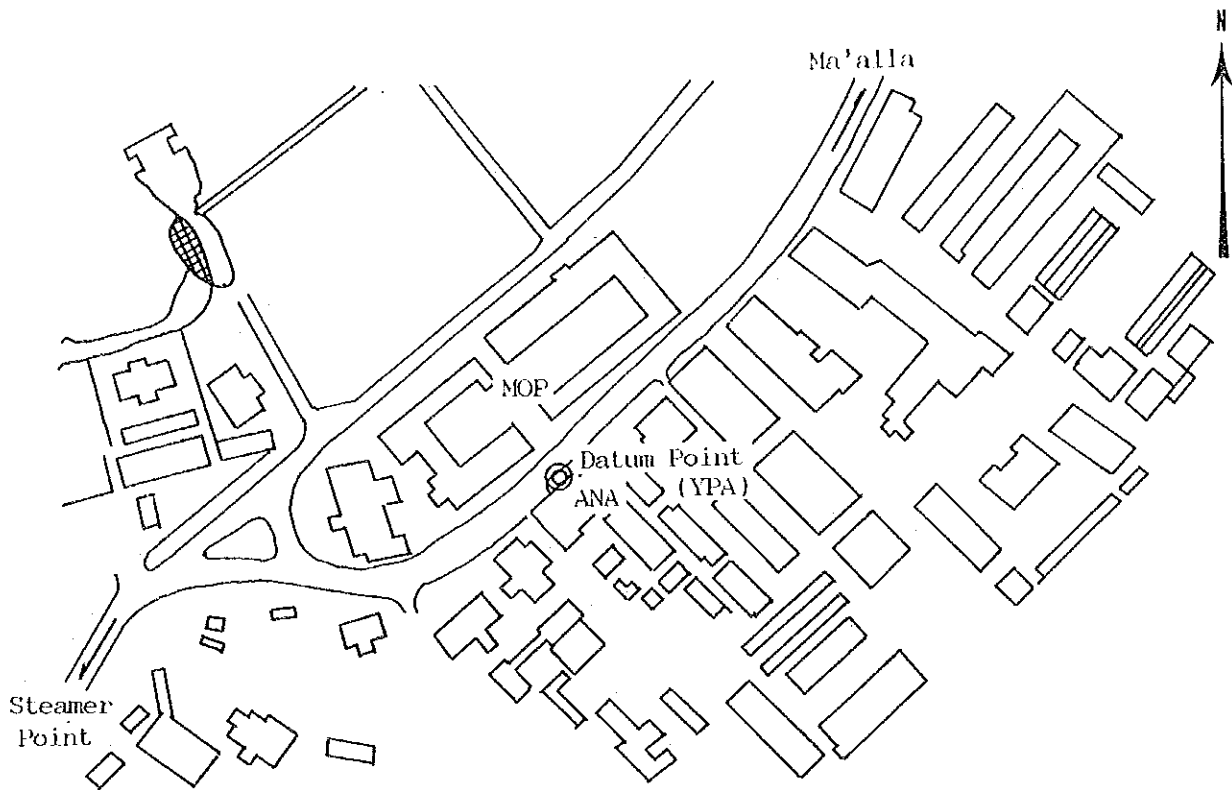 N
Ma'alla
MOP
Datum Point
(YPA)
ANA
Steamer
Point